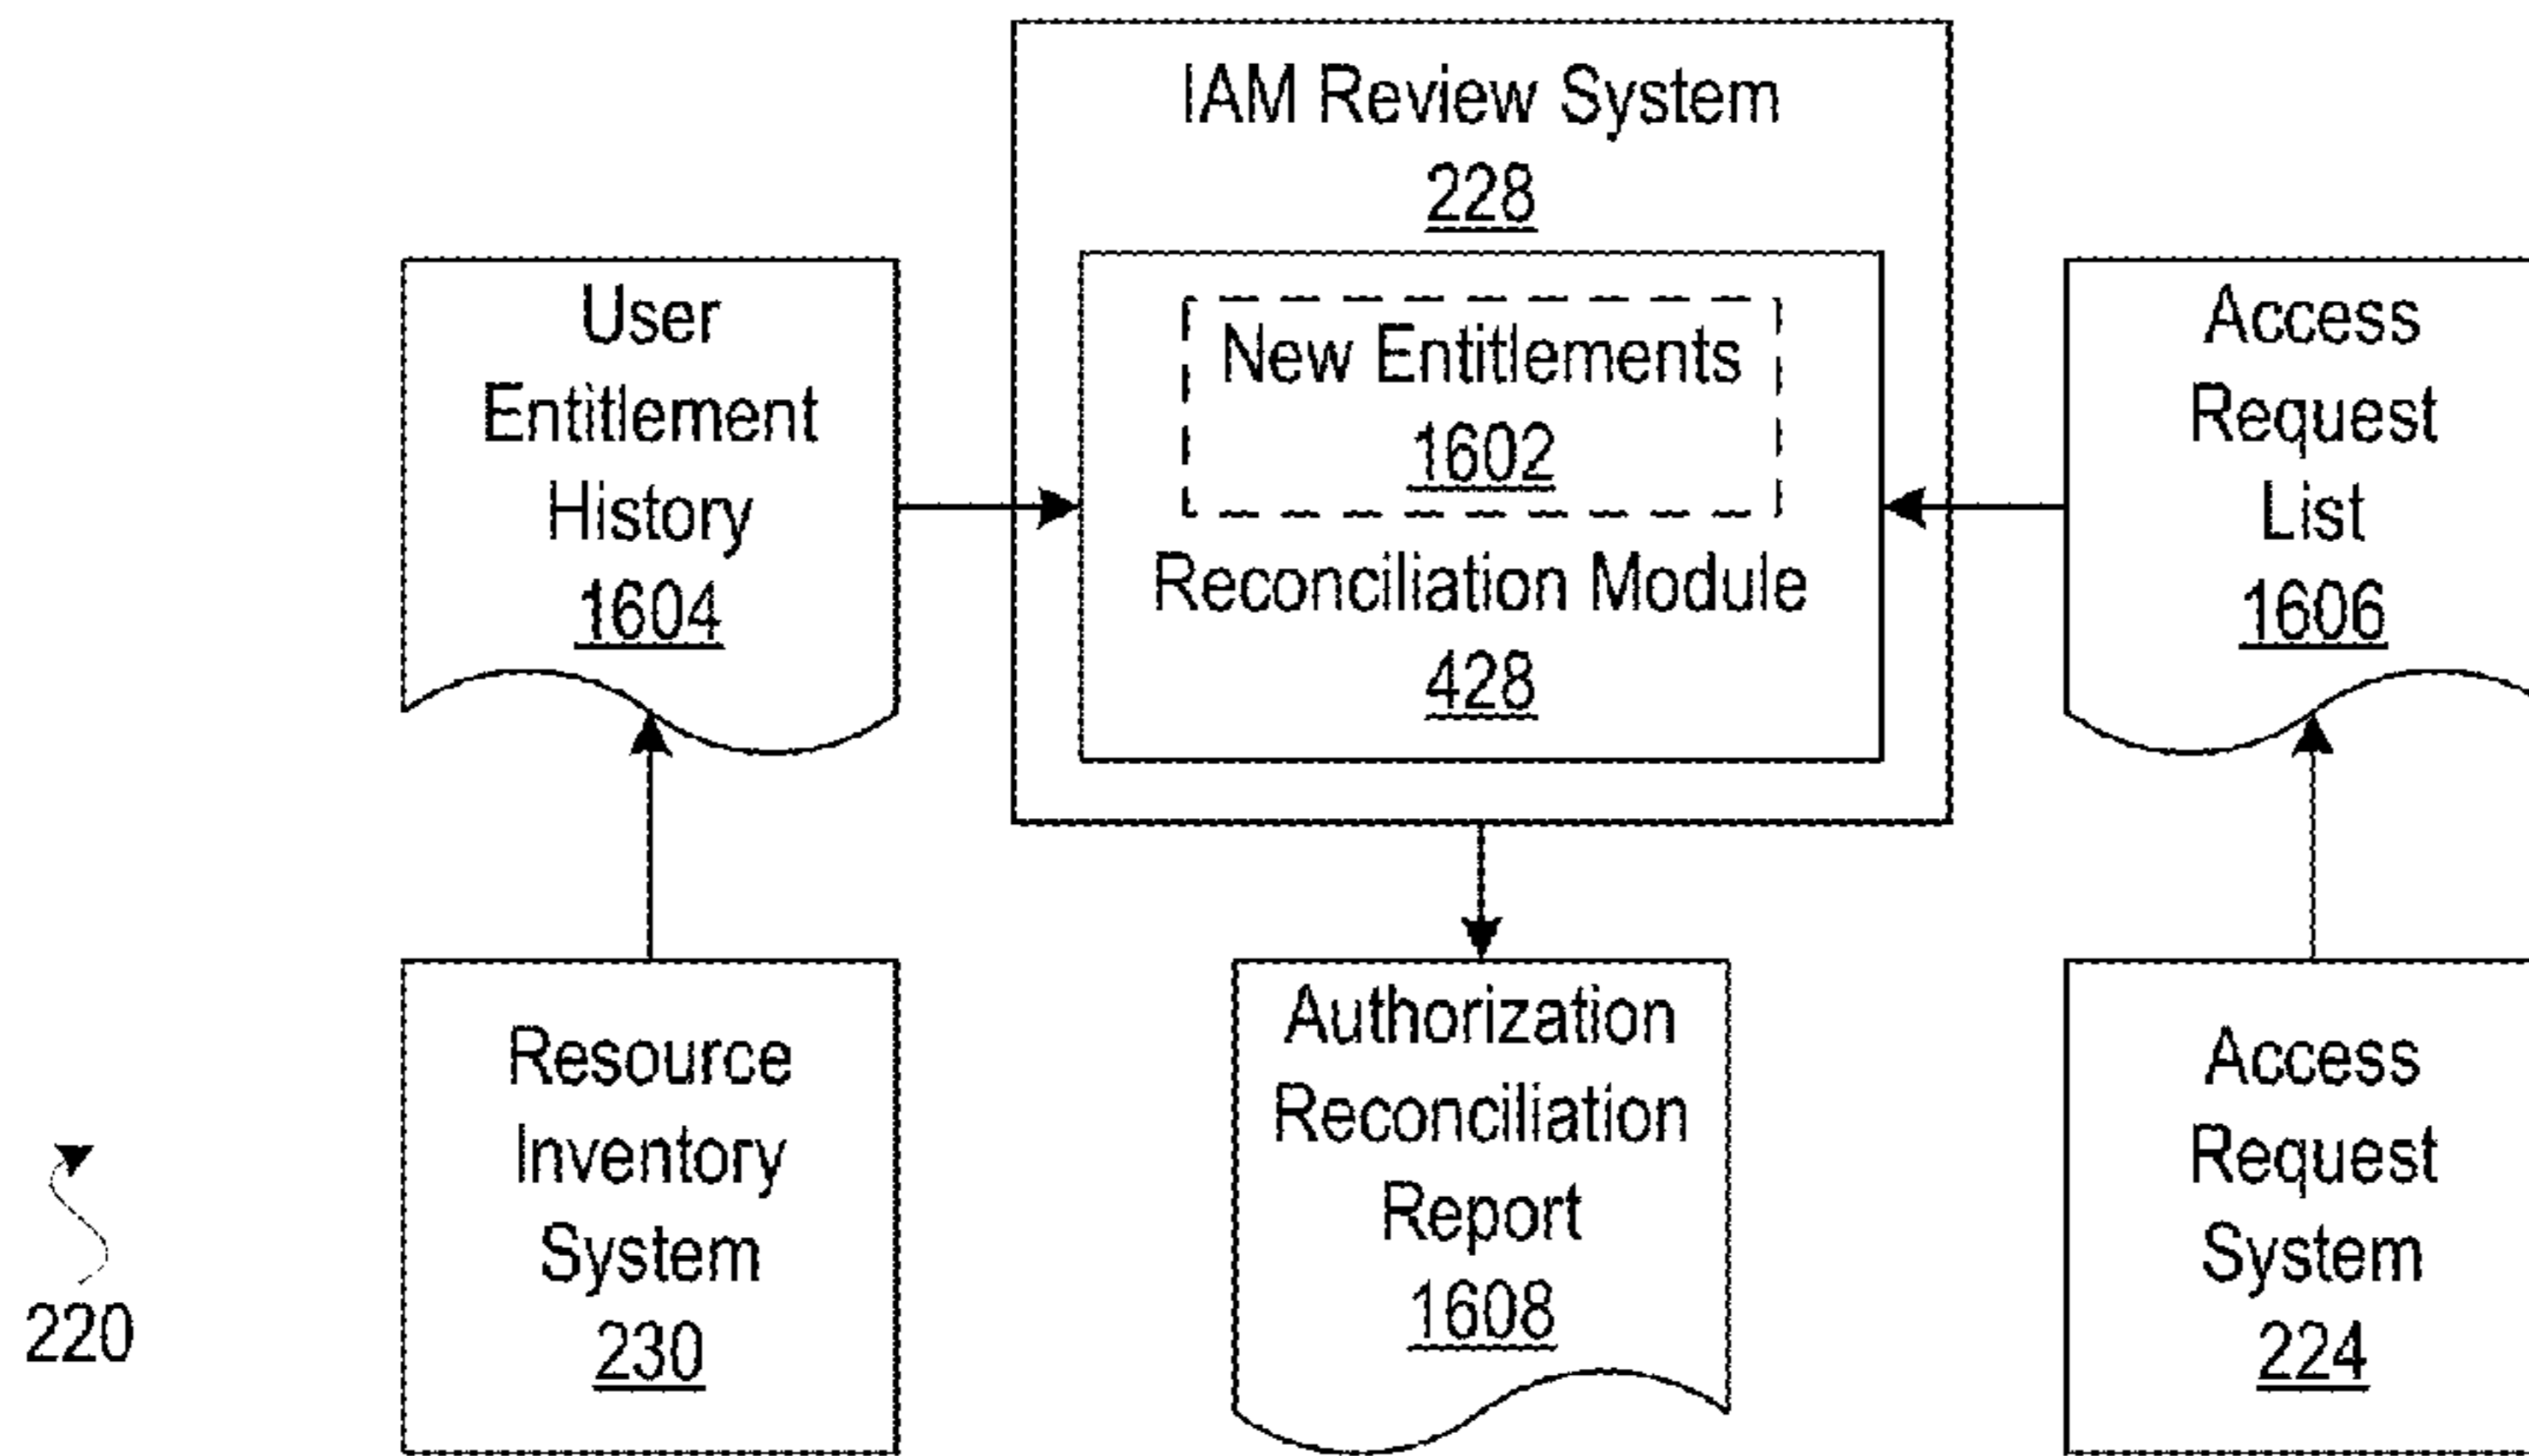 IAM Review System
228
User
Entitlement
History
1604
New Entitlements
1602
Reconciliation Module
428
Access
Request
List
1606
Resource
Inventory
System
230
Authorization
Reconciliation
Report
1608
Access
Request
System
224
220